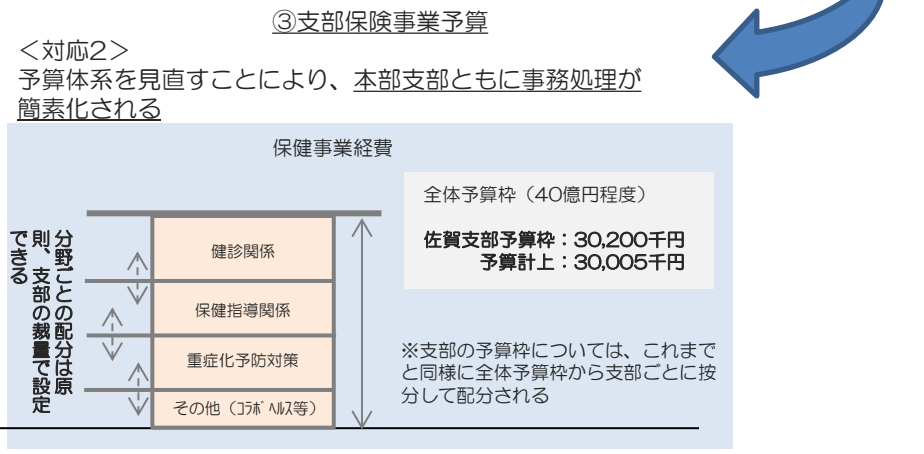 ③支部保険事業予算
＜対応2＞
予算体系を見直すことにより、本部支部ともに事務処理が
簡素化される
保健事業経費
全体予算枠（40億円程度）
佐賀支部予算枠：30,200千円
予算計上：30,005千円
分野ごとの配分は原
則、支部の裁量で設定
できる
健診関係
保健指導関係
重症化予防対策
その他（ｺﾗﾎﾞﾍﾙｽ等）
※支部の予算枠については、これまで
と同様に全体予算枠から支部ごとに按
分して配分される